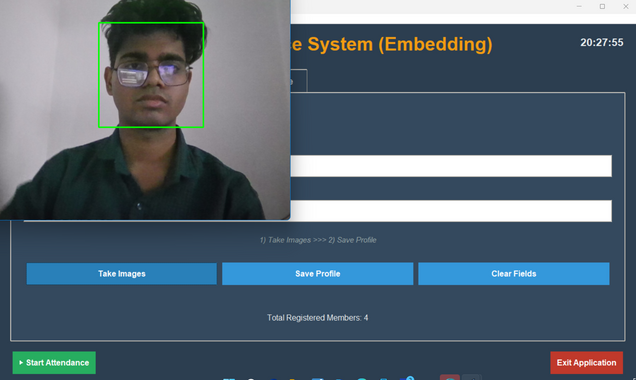 e System (Embedding)
20:27:55
1) Take Images >>> 2) Save Profile
Take Images
Save Profile
Clear Fields
Total Registered Members: 4
Start Attendance
Exit Application